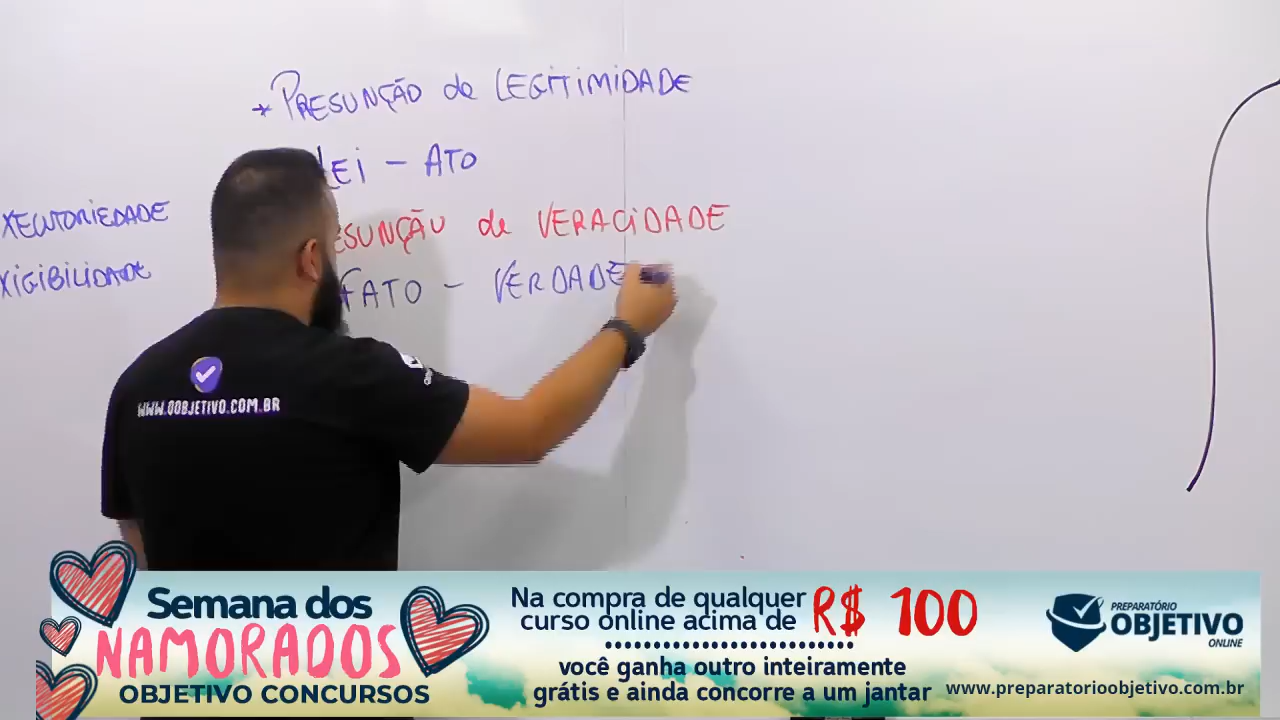 * PRESUNÇÃO de LEGITIMIDADE
LEI - ATO
XECUTORIEDADE
ESUNÇÃO de VERACIDADE
XIGIBILIDADE
FATO - VERDADE
WWW.OOBJETIVO.COM.BR
Semana dos
NAMORADOS
OBJETIVO CONCURSOS
Na compra de qualquer
curso online acima de
R$ 100
você ganha outro inteiramente
grátis e ainda concorre a um jantar
PREPARATÓRIO
OBJETIVO
ONLINE
www.preparatorioobjetivo.com.br